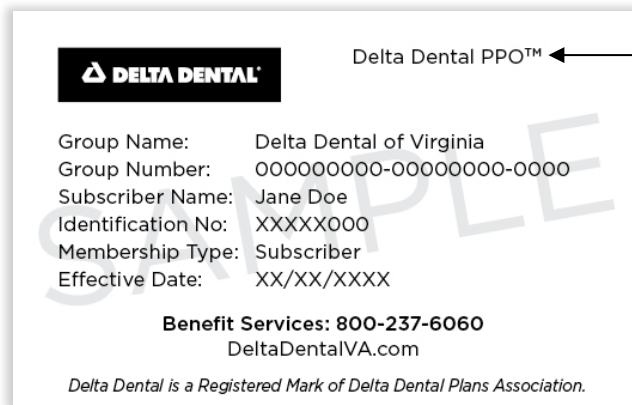 Delta Dental PPO™
DELTA DENTAL®
Group Name: Delta Dental of Virginia
Group Number: 000000000-00000000-0000
Subscriber Name: Jane Doe
Identification No: XXXXX000
Membership Type: Subscriber
Effective Date: XX/XX/XXXX
SAMPLE
Benefit Services: 800-237-6060
DeltaDentalVA.com
Delta Dental is a Registered Mark of Delta Dental Plans Association.